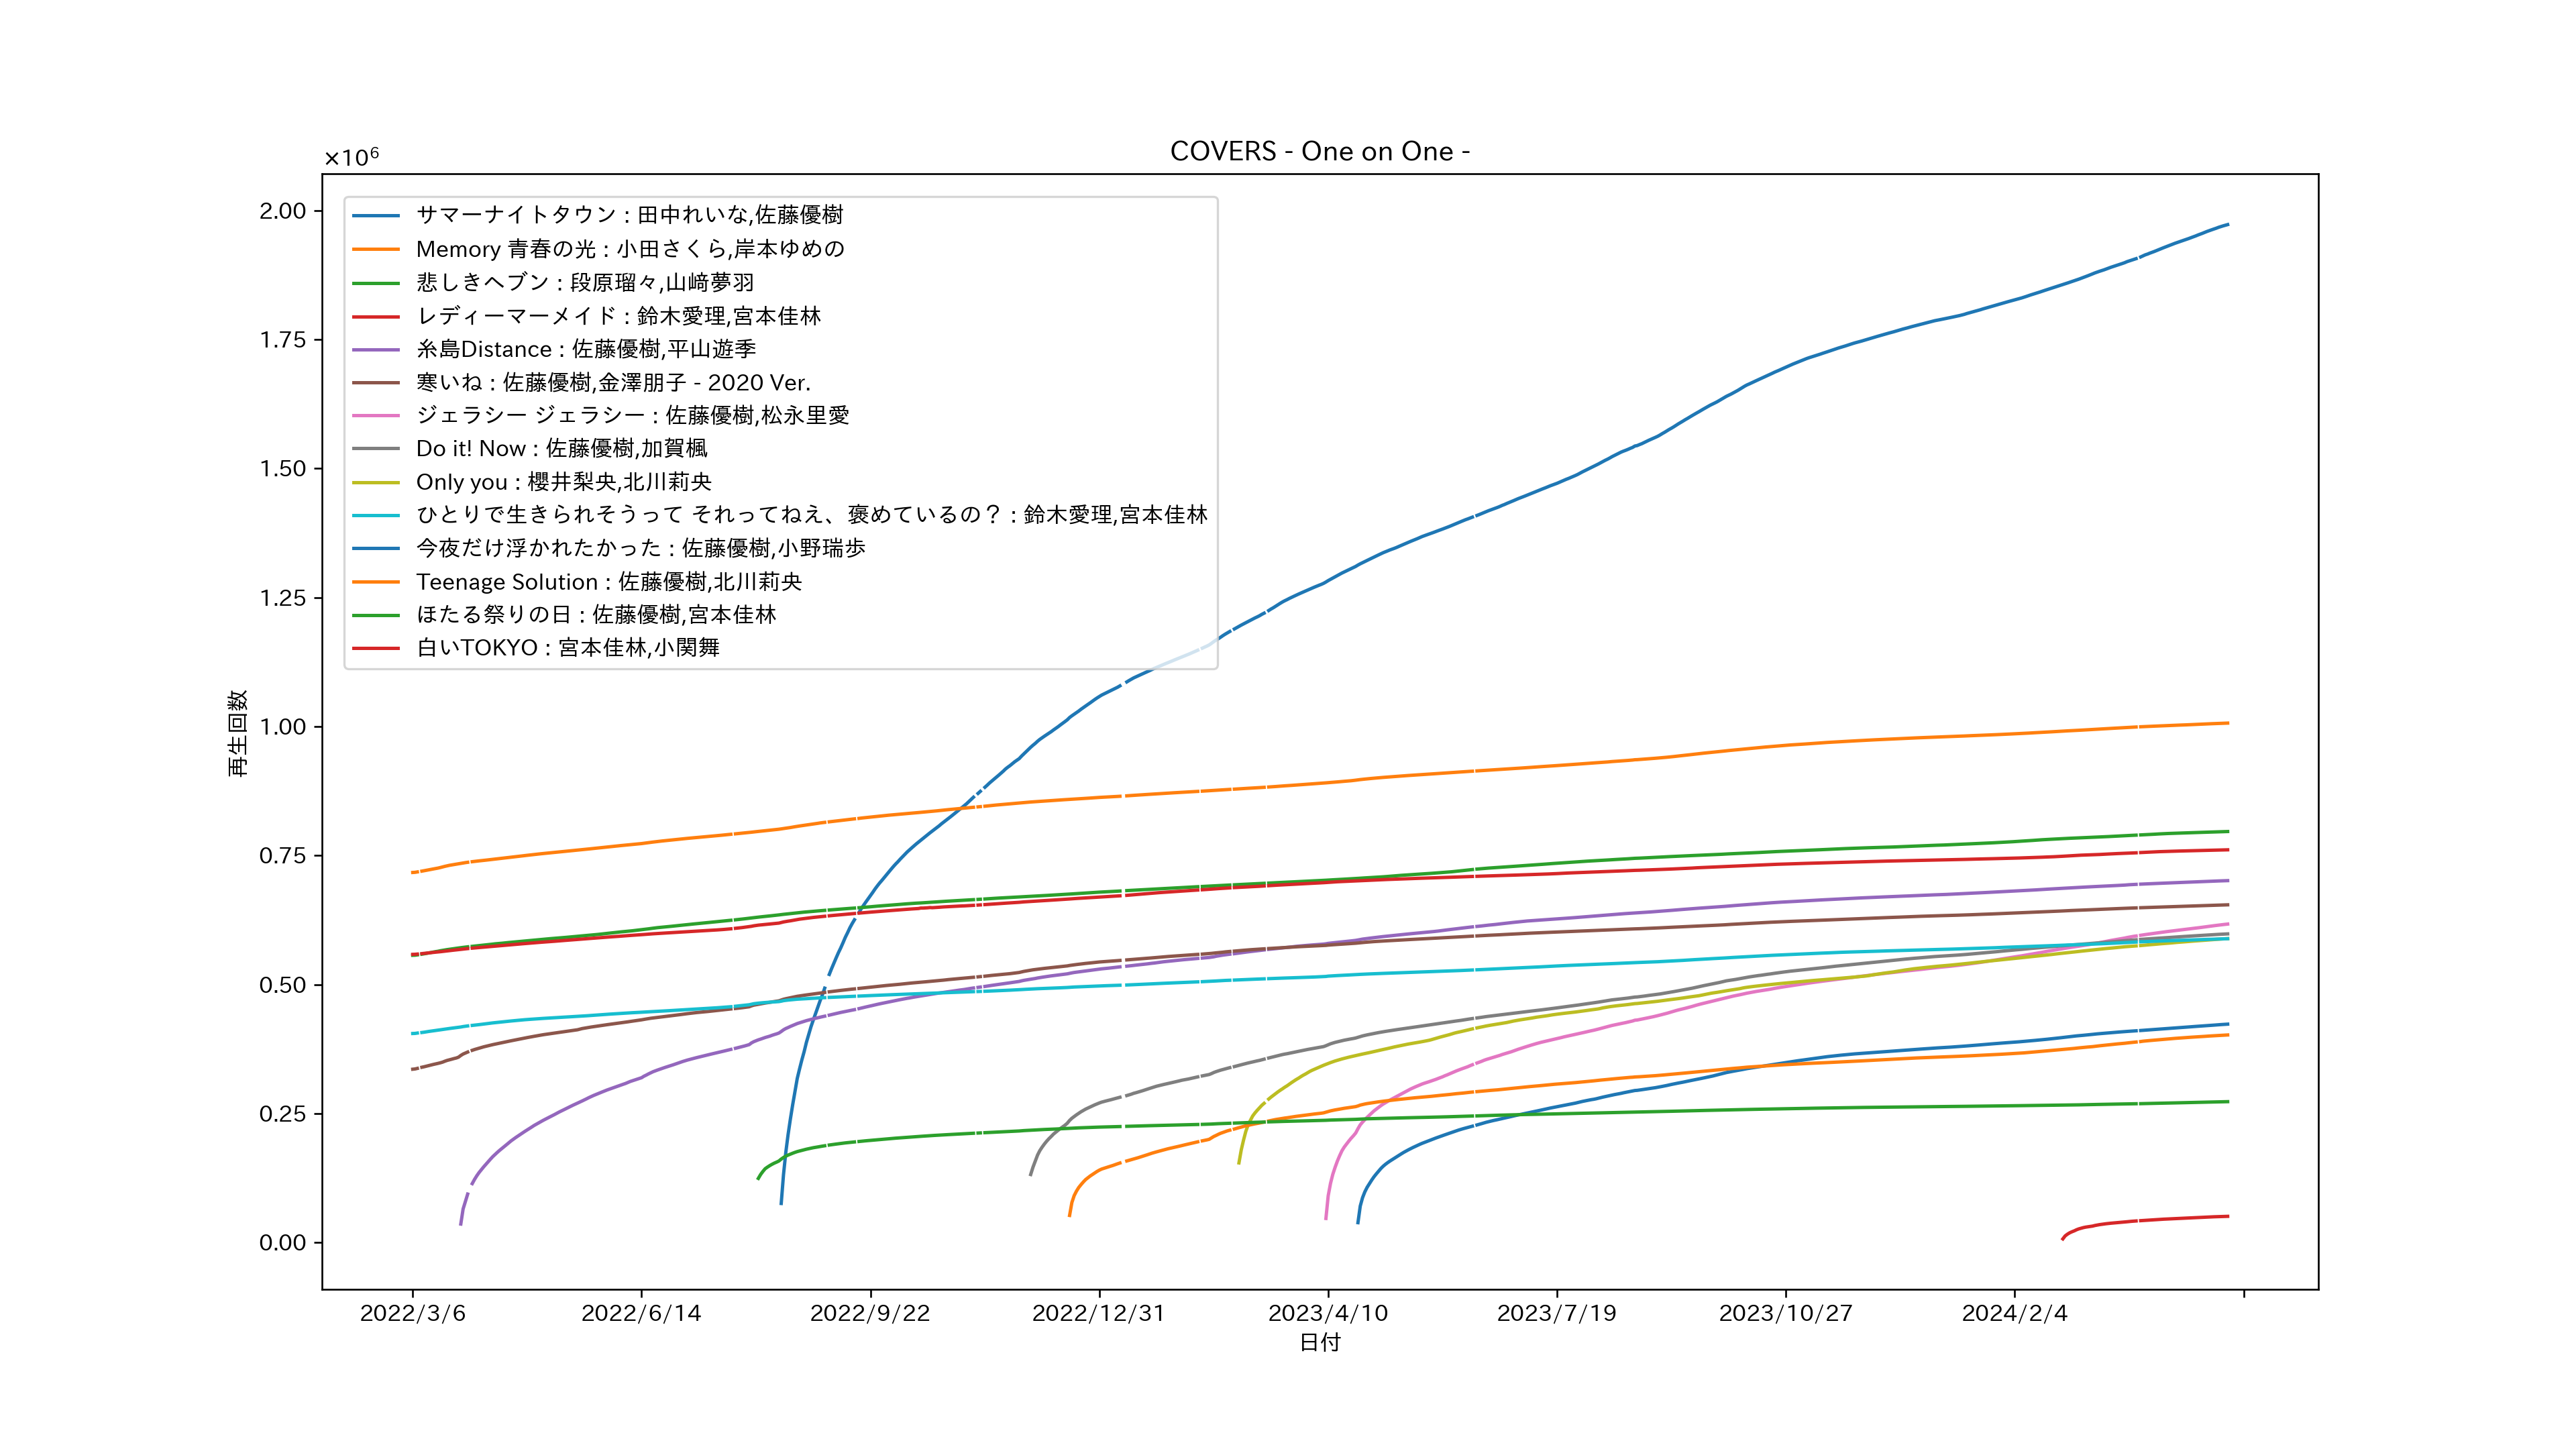 COVERS - One on One -
×10⁶
2.00
1.75
1.50
1.25
1.00
0.75
0.50
0.25
0.00
再生回数
サマーナイトタウン : 田中れいな,佐藤優樹
Memory 青春の光 : 小田さくら,岸本ゆめの
悲しきヘブン : 段原瑠々,山﨑夢羽
レディーマーメイド : 鈴木愛理,宮本佳林
糸島Distance : 佐藤優樹,平山遊季
寒いね : 佐藤優樹,金澤朋子 - 2020 Ver.
ジェラシー ジェラシー : 佐藤優樹,松永里愛
Do it! Now : 佐藤優樹,加賀楓
Only you : 櫻井梨央,北川莉央
ひとりで生きられそうって それってねえ、褒めているの？ : 鈴木愛理,宮本佳林
今夜だけ浮かれたかった : 佐藤優樹,小野瑞歩
Teenage Solution : 佐藤優樹,北川莉央
ほたる祭りの日 : 佐藤優樹,宮本佳林
白いTOKYO : 宮本佳林,小関舞
2022/3/6 2022/6/14 2022/9/22 2022/12/31 2023/4/10 2023/7/19 2023/10/27 2024/2/4
日付